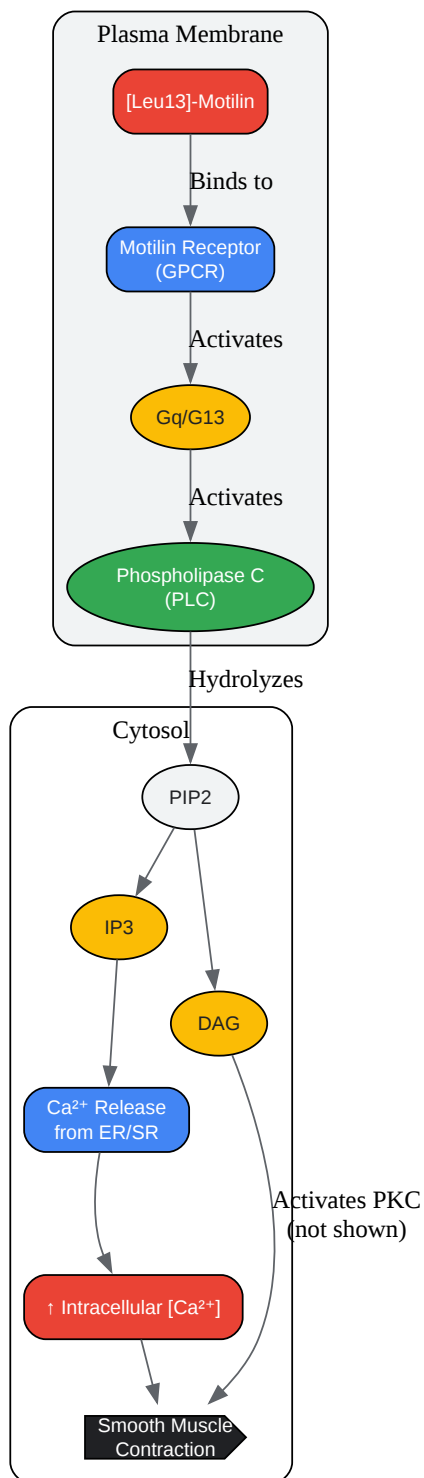 Plasma Membrane
[Leu13]-Motilin
Binds to
Motilin Receptor
(GPCR)
Activates
Gq/G13
Activates
Phospholipase C
(PLC)
Hydrolyzes
Cytosol
PIP2
IP3
DAG
Ca²⁺ Release
from ER/SR
Activates PKC
(not shown)
↑ Intracellular [Ca²⁺]
Smooth Muscle
Contraction